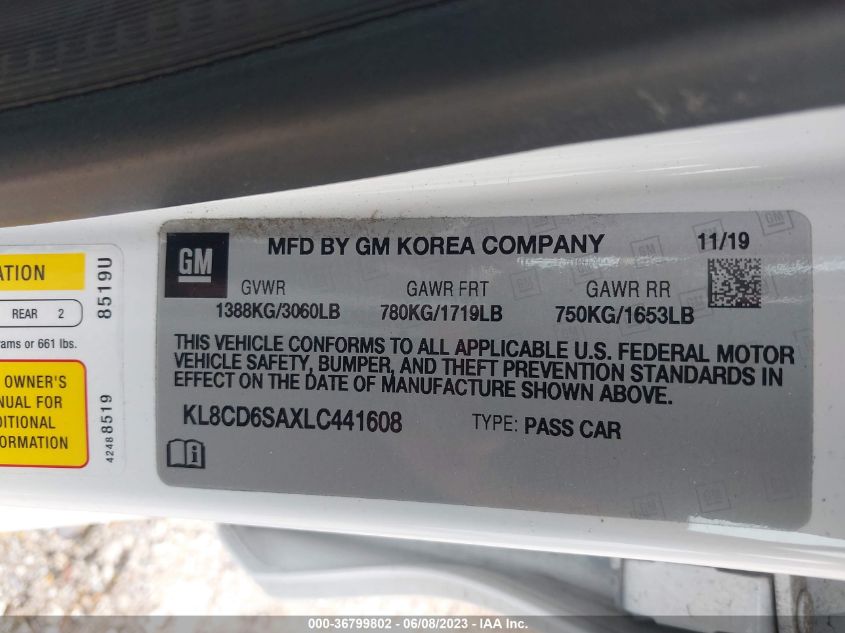 GM
MFD BY GM KOREA COMPANY
11/19
GVWR GAWR FRT GAWR RR
1388KG/3060LB 780KG/1719LB 750KG/1653LB
THIS VEHICLE CONFORMS TO ALL APPLICABLE U.S. FEDERAL MOTOR
VEHICLE SAFETY, BUMPER, AND THEFT PREVENTION STANDARDS IN
EFFECT ON THE DATE OF MANUFACTURE SHOWN ABOVE.
KL8CD6SAXLC441608 TYPE: PASS CAR
ATION
REAR 2
rams or 661 lbs.
OWNER'S
NUAL FOR
DITIONAL
FORMATION
8519U
42488519
000-36799802 - 06/08/2023 - IAA Inc.